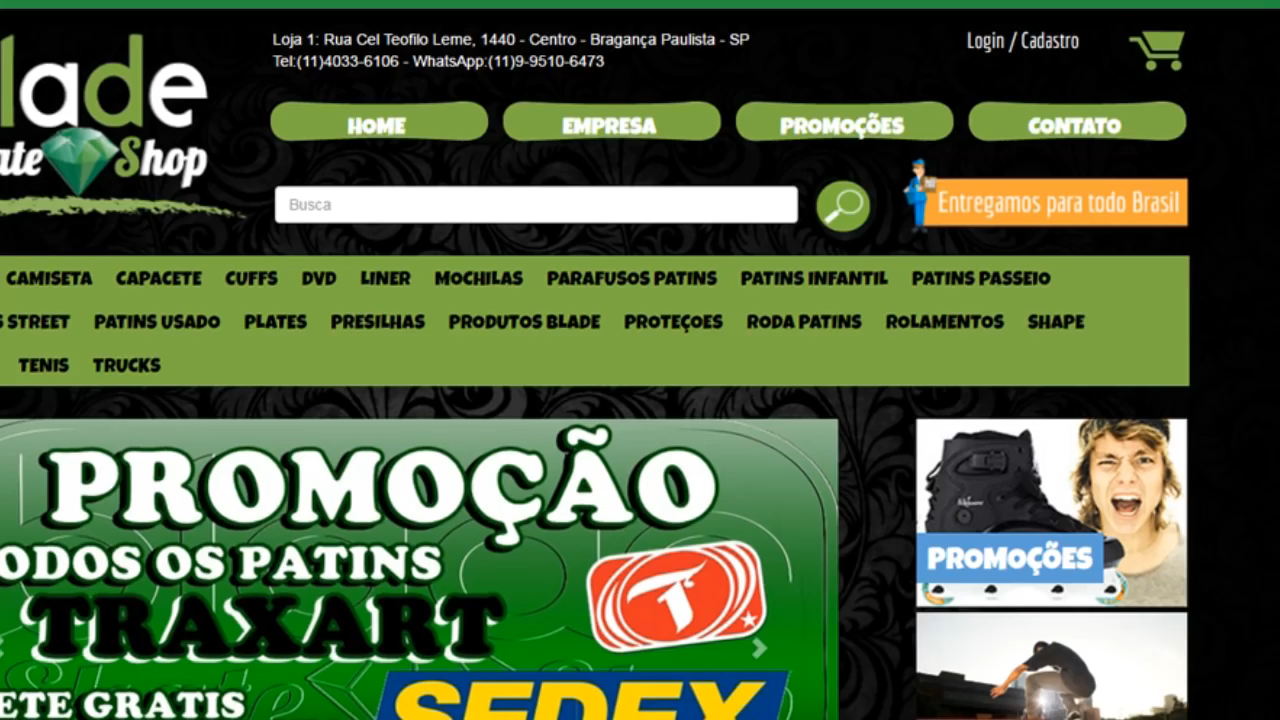 lade
ate Shop
Loja 1: Rua Cel Teofilo Leme, 1440 - Centro - Bragança Paulista - SP
Tel:(11)4033-6106 - WhatsApp:(11)9-9510-6473
Login / Cadastro
HOME EMPRESA PROMOÇÕES CONTATO
Busca
Entregamos para todo Brasil
CAMISETA CAPACETE CUFFS DVD LINER MOCHILAS PARAFUSOS PATINS PATINS INFANTIL PATINS PASSEIO
S STREET PATINS USADO PLATES PRESILHAS PRODUTOS BLADE PROTEÇOES RODA PATINS ROLAMENTOS SHAPE
TENIS TRUCKS
PROMOÇÃO
ODOS OS PATINS
TRAXART
ETE GRATIS
SEDEX
T
PROMOÇÕES